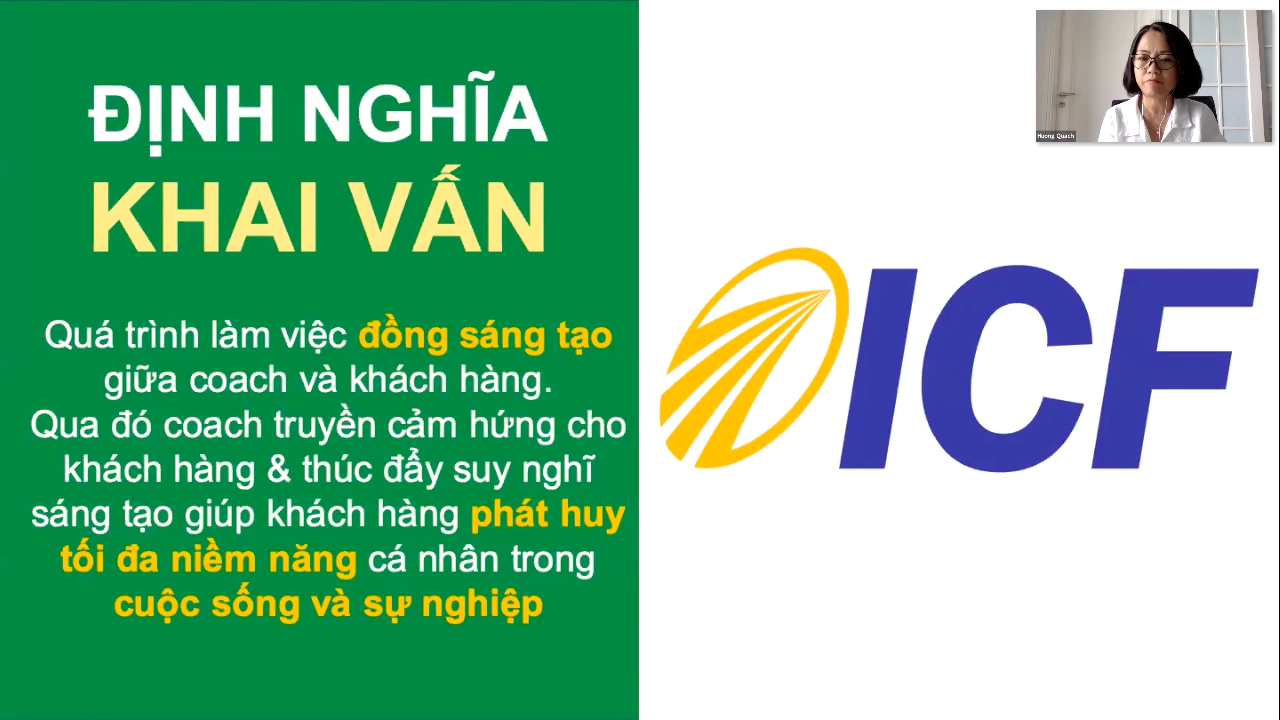 ĐỊNH NGHĨA
KHAI VẤN
Quá trình làm việc đồng sáng tạo
giữa coach và khách hàng.
Qua đó coach truyền cảm hứng cho
khách hàng & thúc đẩy suy nghĩ
sáng tạo giúp khách hàng phát huy
tối đa niềm năng cá nhân trong
cuộc sống và sự nghiệp
ICF
Huong Quach